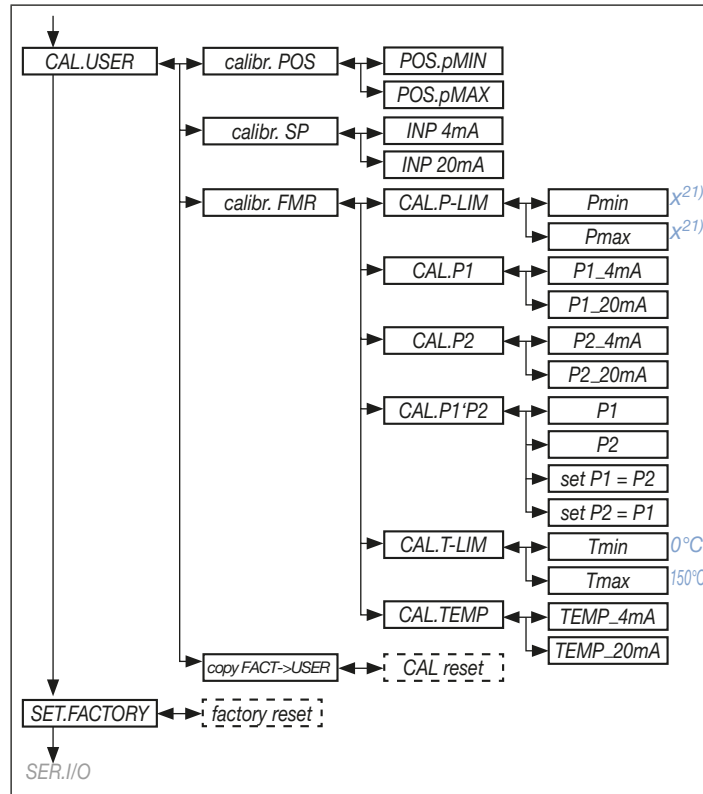 CAL.USER calibr. POS POS.pMIN
POS.pMAX
calibr. SP INP 4mA
INP 20mA
calibr. FMR CAL.P-LIM Pmin x21)
Pmax x21)
CAL.P1 P1_4mA
P1_20mA
CAL.P2 P2_4mA
P2_20mA
CAL.P1‘P2 P1
P2
set P1 = P2
set P2 = P1
CAL.T-LIM Tmin 0°C
Tmax 150°C
CAL.TEMP TEMP_4mA
TEMP_20mA
copy FACT->USER CAL reset
SET.FACTORY factory reset
SER.I/O